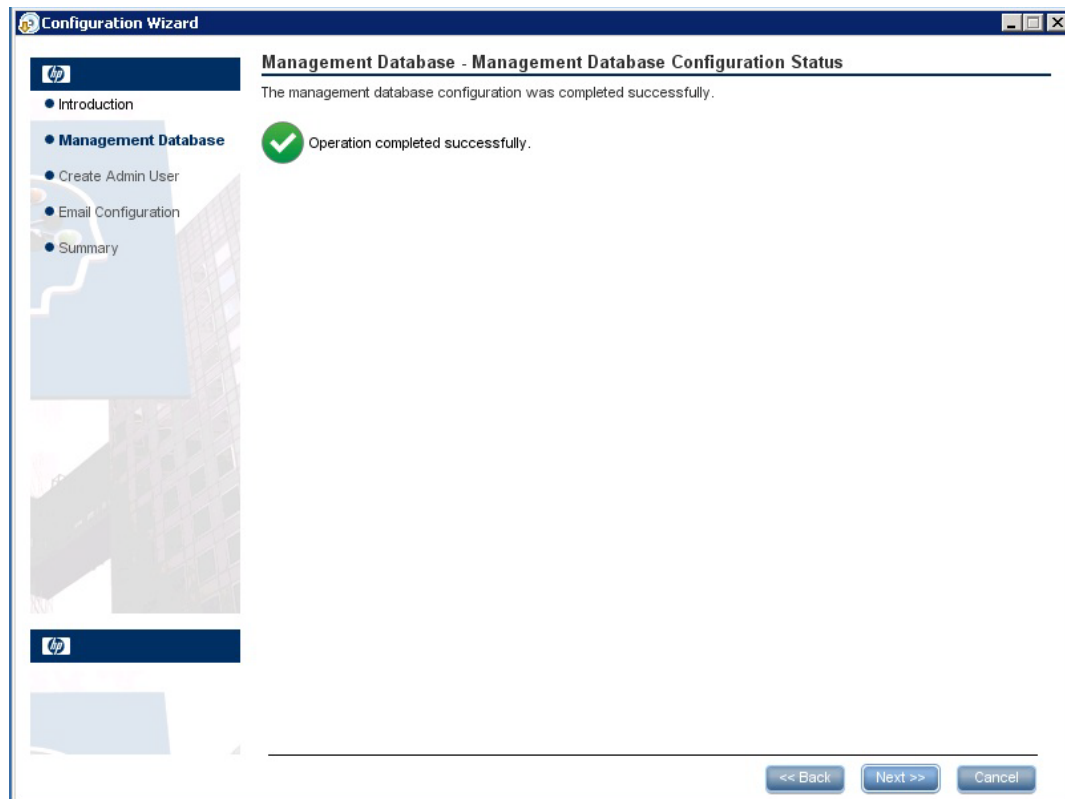 Configuration Wizard
hp
Introduction
Management Database
Create Admin User
Email Configuration
Summary
Management Database - Management Database Configuration Status
The management database configuration was completed successfully.
Operation completed successfully.
hp
<< Back
Next >>
Cancel